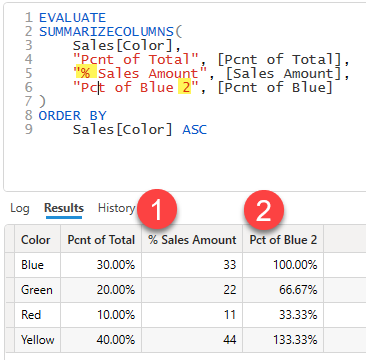 1 EVALUATE
2 SUMMARIZECOLUMNS(
3 Sales[Color],
4 "Pcnt of Total", [Pcnt of Total],
5 "% Sales Amount", [Sales Amount],
6 "Pct of Blue 2", [Pcnt of Blue]
7 )
8 ORDER BY
9 Sales[Color] ASC
Log Results History 1 2
Color Pcnt of Total % Sales Amount Pct of Blue 2
Blue 30.00% 33 100.00%
Green 20.00% 22 66.67%
Red 10.00% 11 33.33%
Yellow 40.00% 44 133.33%